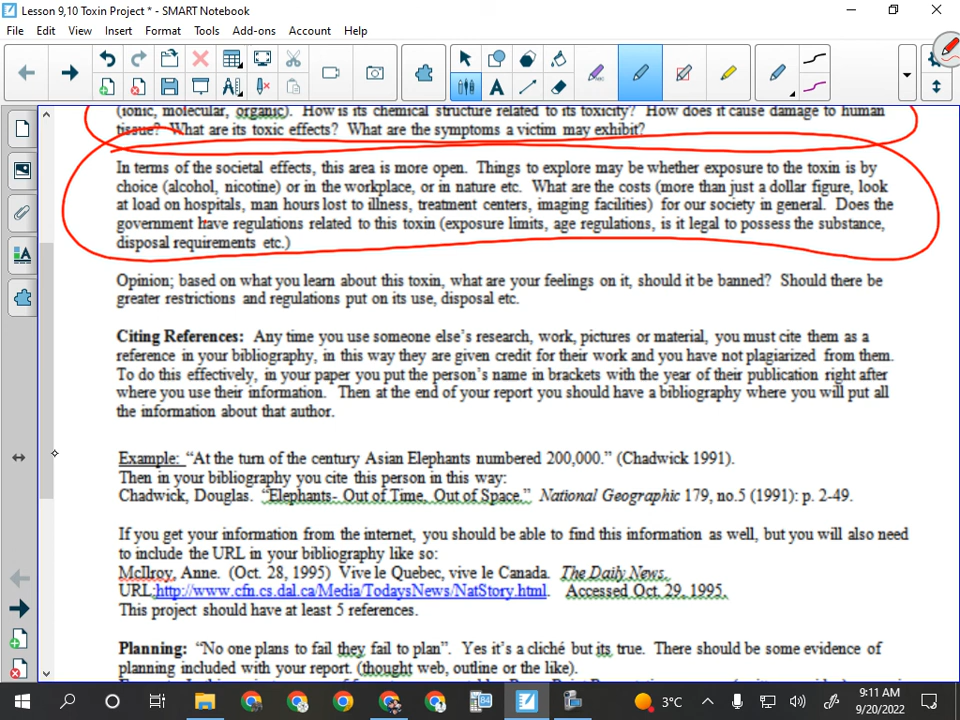 Lesson 9,10 Toxin Project * - SMART Notebook
File Edit View Insert Format Tools Add-ons Account Help
(ionic, molecular, organic). How is its chemical structure related to its toxicity? How does it cause damage to human
tissue? What are its toxic effects? What are the symptoms a victim may exhibit?
In terms of the societal effects, this area is more open. Things to explore may be whether exposure to the toxin is by
choice (alcohol, nicotine) or in the workplace, or in nature etc. What are the costs (more than just a dollar figure, look
at load on hospitals, man hours lost to illness, treatment centers, imaging facilities) for our society in general. Does the
government have regulations related to this toxin (exposure limits, age regulations, is it legal to possess the substance,
disposal requirements etc.)
Opinion; based on what you learn about this toxin, what are your feelings on it, should it be banned? Should there be
greater restrictions and regulations put on its use, disposal etc.
Citing References: Any time you use someone else's research, work, pictures or material, you must cite them as a
reference in your bibliography, in this way they are given credit for their work and you have not plagiarized from them.
To do this effectively, in your paper you put the person's name in brackets with the year of their publication right after
where you use their information. Then at the end of your report you should have a bibliography where you will put all
the information about that author.
Example: "At the turn of the century Asian Elephants numbered 200,000." (Chadwick 1991).
Then in your bibliography you cite this person in this way:
Chadwick, Douglas. "Elephants- Out of Time, Out of Space." National Geographic 179, no.5 (1991): p. 2-49.
If you get your information from the internet, you should be able to find this information as well, but you will also need
to include the URL in your bibliography like so:
McIlroy, Anne. (Oct. 28, 1995) Vive le Quebec, vive le Canada. The Daily News.
URL:http://www.cfn.cs.dal.ca/Media/TodaysNews/NatStory.html. Accessed Oct. 29, 1995.
This project should have at least 5 references.
Planning: "No one plans to fail they fail to plan". Yes it's a cliché but its true. There should be some evidence of
planning included with your report. (thought web, outline or the like).
3°C
9:11 AM
9/20/2022